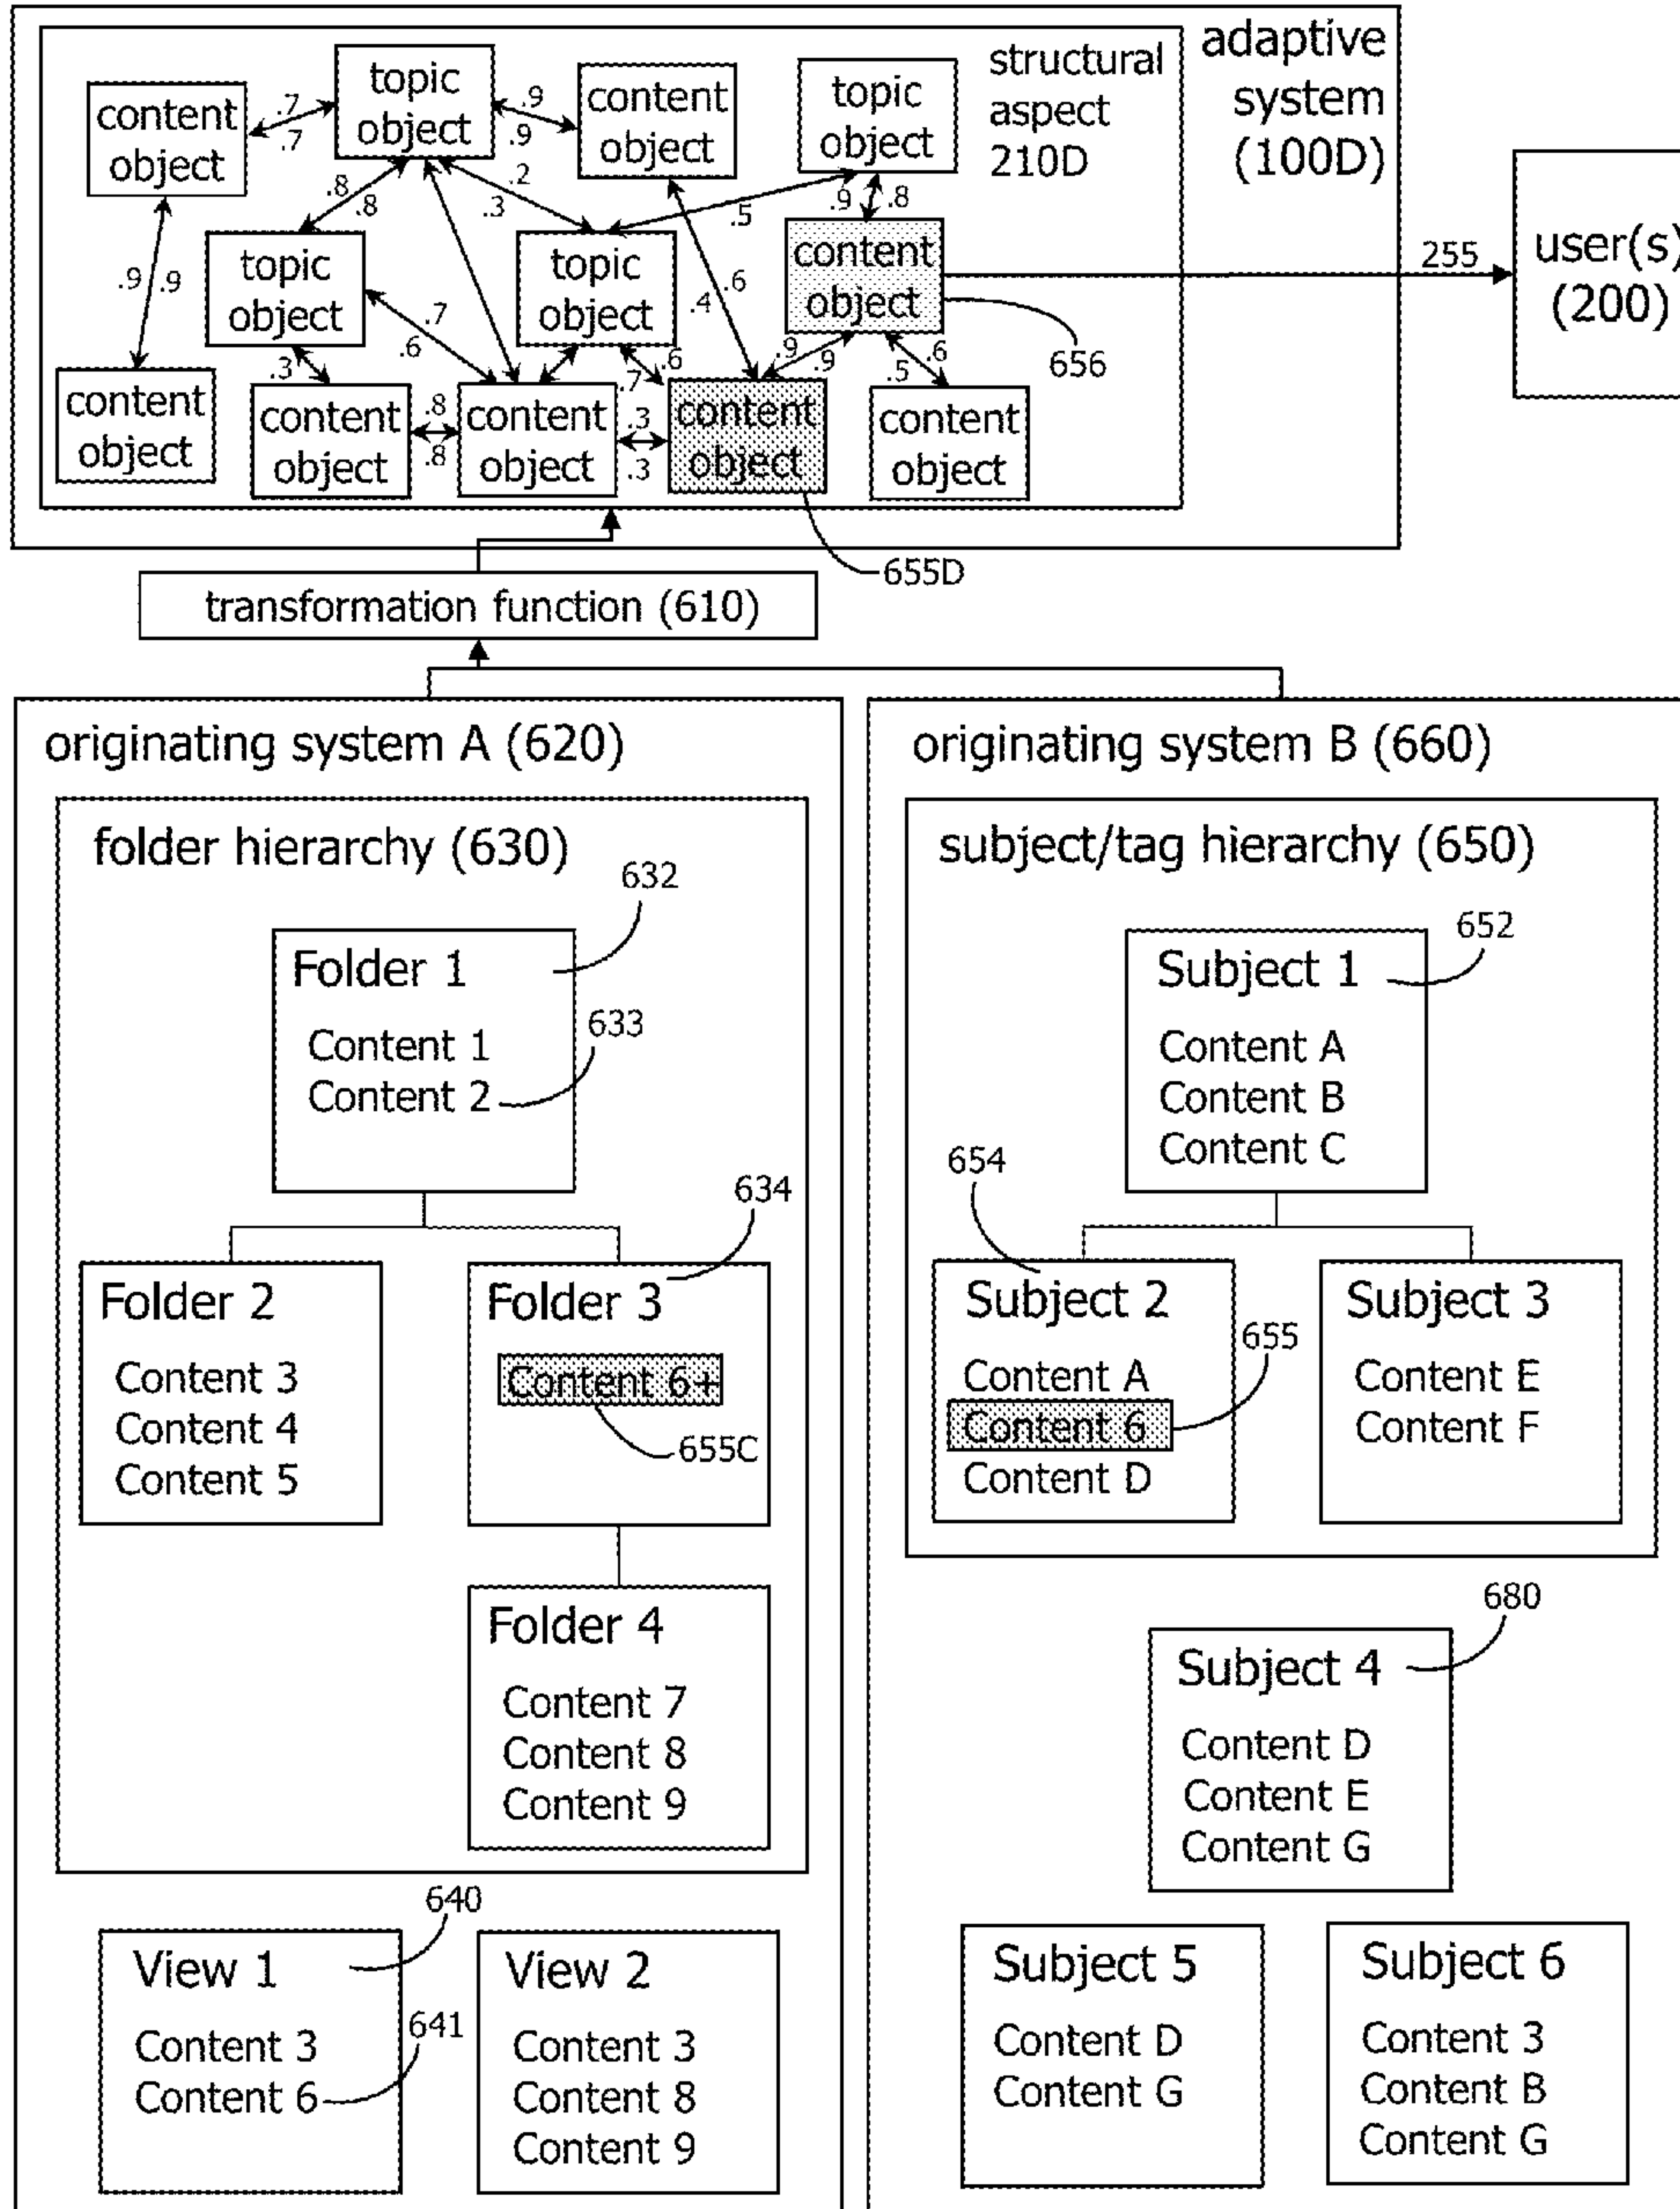 adaptive
system
(100D)
structural
aspect
210D
topic
object
content
object
content
object
topic
object
.7
.7
.9
.9
.8
.8
.2
.3
.5
.9
.8
topic
object
topic
object
content
object
255
user(s)
(200)
.9
.9
.7
.6
.4
.6
.3
.6
.7
.9
.9
.6
.5
656
content
object
content
object
content
object
content
object
content
object
.8
.8
.3
.3
655D
transformation function (610)
originating system A (620)
folder hierarchy (630)
632
Folder 1
633
Content 1
Content 2
634
Folder 2
Content 3
Content 4
Content 5
Folder 3
Content 6+
655C
Folder 4
Content 7
Content 8
Content 9
640
View 1
641
Content 3
Content 6
View 2
Content 3
Content 8
Content 9
originating system B (660)
subject/tag hierarchy (650)
652
Subject 1
Content A
Content B
Content C
654
Subject 2
655
Content A
Content 6
Content D
Subject 3
Content E
Content F
680
Subject 4
Content D
Content E
Content G
Subject 5
Content D
Content G
Subject 6
Content 3
Content B
Content G